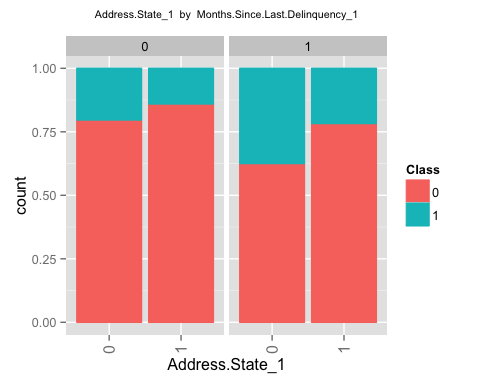 Address.State_1 by Months.Since.Last.Delinquency_1
0 1
1.00
0.75
0.50
0.25
0.00
count
0 1 0 1
Address.State_1
Class
0
1